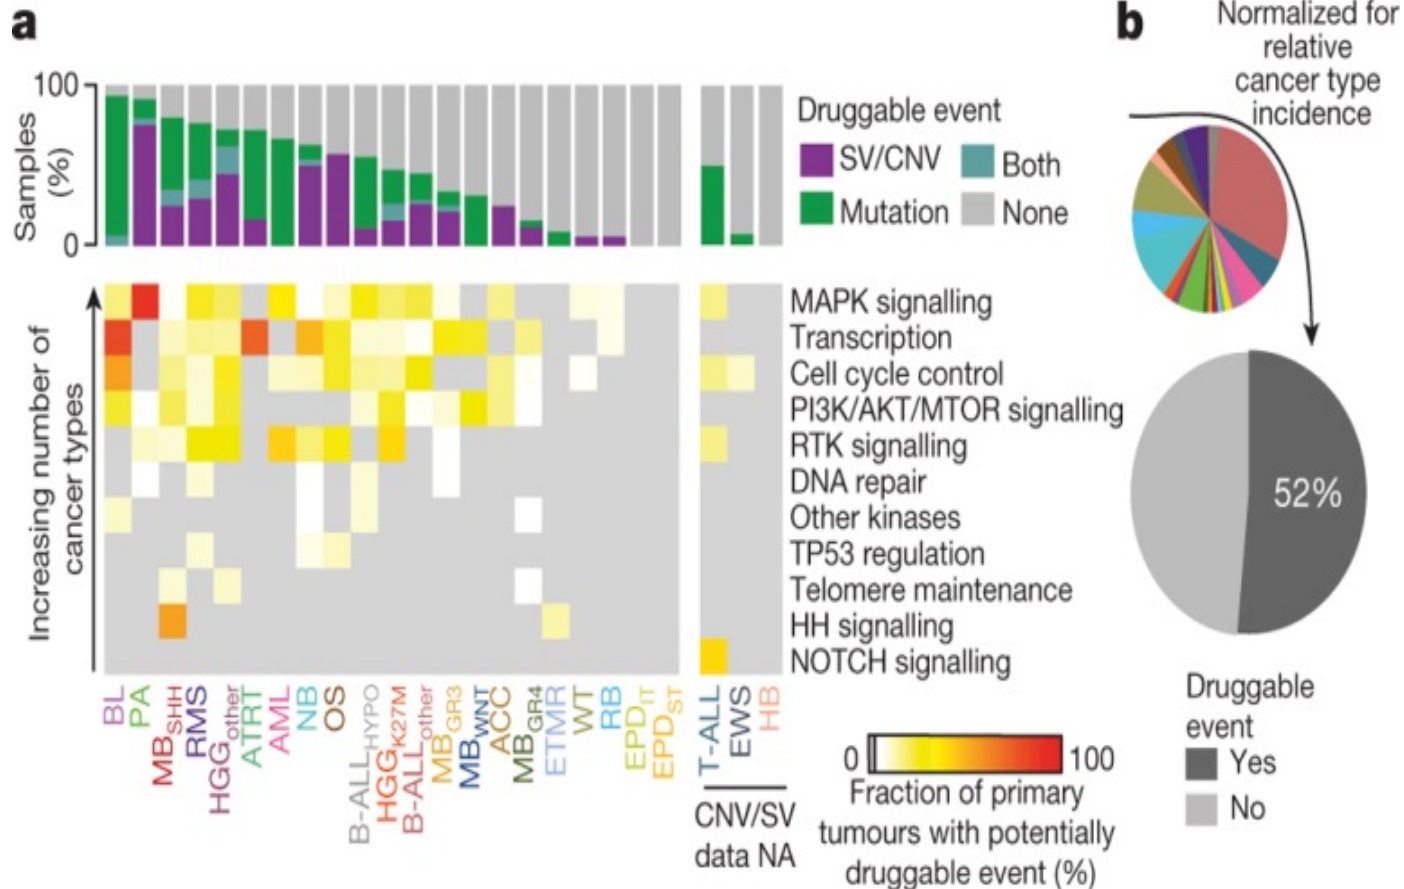 a
100
0
Samples
(%)
Druggable event
SV/CNV
Both
Mutation
None
Increasing number of
cancer types
MAPK signalling
Transcription
Cell cycle control
PI3K/AKT/MTOR signalling
RTK signalling
DNA repair
Other kinases
TP53 regulation
Telomere maintenance
HH signalling
NOTCH signalling
BL
PA
MBSHH
RMS
HGGother
ATRT
AML
NB
OS
B-ALLHYPO
HGGK27M
B-ALLother
MBGR3
MBWNT
ACC
MBGR4
ETMR
WT
RB
EPDIT
EPDST
T-ALL
EWS
HB
CNV/SV
data NA
0
100
Fraction of primary
tumours with potentially
druggable event (%)
b
Normalized for
relative
cancer type
incidence
52%
Druggable
event
Yes
No